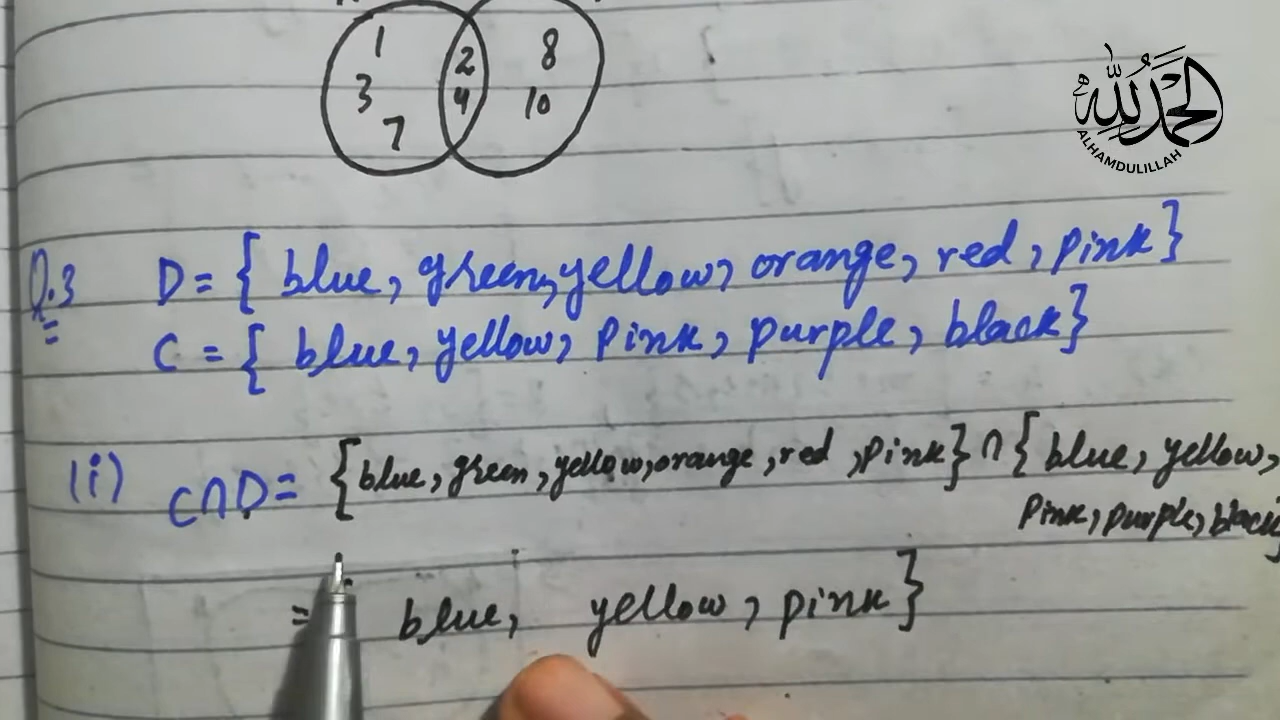 1 2 8
3 4 10
7
الحمد لله
ALHAMDULILLAH
Q.3 D = { blue, green, yellow, orange, red, pink}
C = { blue, yellow, pink, purple, black}
(i) C∩D = {blue, green, yellow, orange, red, pink} ∩ { blue, yellow,
pink, purple, black}
= blue, yellow, pink}